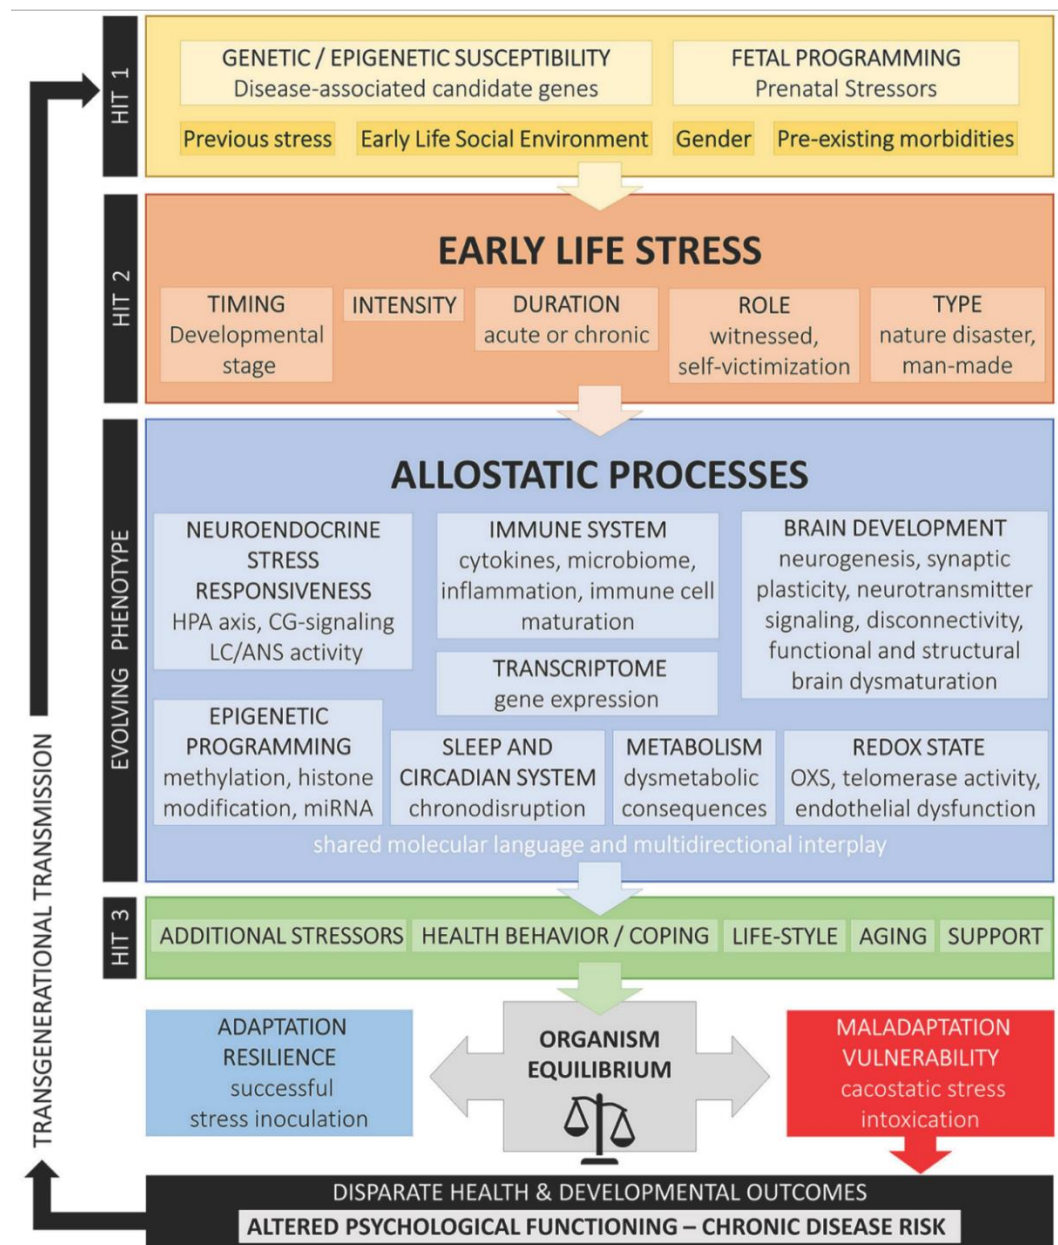 HIT 1
GENETIC / EPIGENETIC SUSCEPTIBILITY
Disease-associated candidate genes
FETAL PROGRAMMING
Prenatal Stressors
Previous stress
Early Life Social Environment
Gender
Pre-existing morbidities
HIT 2
EARLY LIFE STRESS
TIMING
Developmental
stage
INTENSITY
DURATION
acute or chronic
ROLE
witnessed,
self-victimization
TYPE
nature disaster,
man-made
EVOLVING PHENOTYPE
ALLOSTATIC PROCESSES
NEUROENDOCRINE
STRESS
RESPONSIVENESS
HPA axis, CG-signaling
LC/ANS activity
IMMUNE SYSTEM
cytokines, microbiome,
inflammation, immune cell
maturation
BRAIN DEVELOPMENT
neurogenesis, synaptic
plasticity, neurotransmitter
signaling, disconnectivity,
functional and structural
brain dysmaturation
TRANSCRIPTOME
gene expression
EPIGENETIC
PROGRAMMING
methylation, histone
modification, miRNA
SLEEP AND
CIRCADIAN SYSTEM
chronodisruption
METABOLISM
dysmetabolic
consequences
REDOX STATE
OXS, telomerase activity,
endothelial dysfunction
shared molecular language and multidirectional interplay
HIT 3
ADDITIONAL STRESSORS
HEALTH BEHAVIOR / COPING
LIFE-STYLE
AGING
SUPPORT
ADAPTATION
RESILIENCE
successful
stress inoculation
ORGANISM
EQUILIBRIUM
MALADAPTATION
VULNERABILITY
cacostatic stress
intoxication
DISPARATE HEALTH & DEVELOPMENTAL OUTCOMES
ALTERED PSYCHOLOGICAL FUNCTIONING – CHRONIC DISEASE RISK
TRANSGENERATIONAL TRANSMISSION